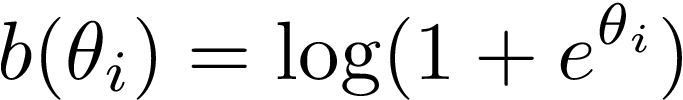 b(θ_i) = log(1 + e^{θ_i})